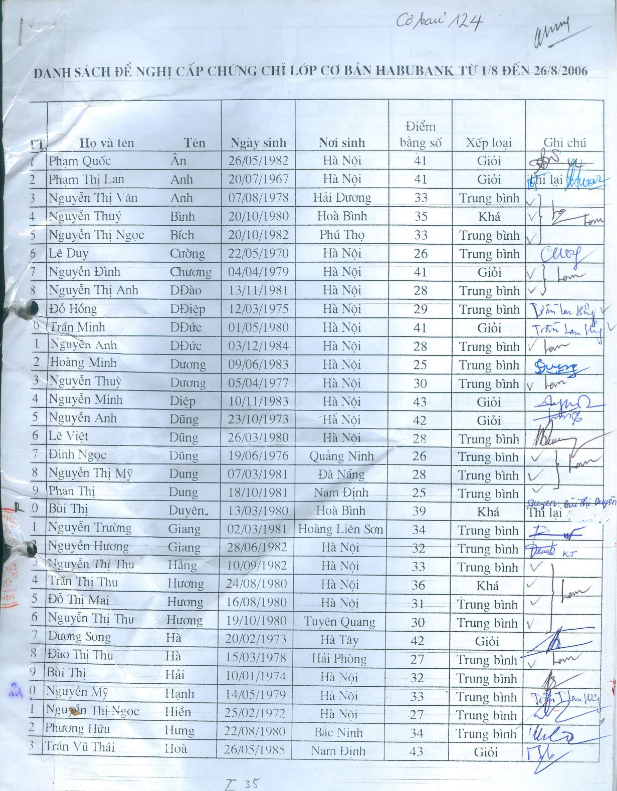 Cơ bản 124
DANH SÁCH ĐỀ NGHỊ CẤP CHỨNG CHỈ LỚP CƠ BẢN HABUBANK TỪ 1/8 ĐẾN 26/8/2006
TT Họ và tên Tên Ngày sinh Nơi sinh Điểm bằng số Xếp loại Ghi chú
1 Phạm Quốc Ân 26/05/1982 Hà Nội 41 Giỏi
2 Phạm Thị Lan Anh 20/07/1967 Hà Nội 41 Giỏi Thi lại
3 Nguyễn Thị Vân Anh 07/08/1978 Hải Dương 33 Trung bình
4 Nguyễn Thuý Bình 20/10/1980 Hoà Bình 35 Khá
5 Nguyễn Thị Ngọc Bích 20/10/1982 Phú Thọ 33 Trung bình
6 Lê Duy Cường 22/05/1970 Hà Nội 26 Trung bình
7 Nguyễn Đình Chương 04/04/1979 Hà Nội 41 Giỏi
8 Nguyễn Thị Anh DĐào 13/11/1981 Hà Nội 28 Trung bình
Đỗ Hồng DĐiệp 12/03/1975 Hà Nội 29 Trung bình
0 Trần Minh DĐức 01/05/1980 Hà Nội 41 Giỏi
1 Nguyễn Anh DĐức 03/12/1984 Hà Nội 28 Trung bình
2 Hoàng Minh Dương 09/06/1983 Hà Nội 25 Trung bình
3 Nguyễn Thuỳ Dương 05/04/1977 Hà Nội 30 Trung bình
4 Nguyễn Minh Diệp 10/11/1983 Hà Nội 43 Giỏi
5 Nguyễn Anh Dũng 23/10/1973 Hà Nội 42 Giỏi
6 Lê Việt Dũng 26/03/1980 Hà Nội 28 Trung bình
7 Đinh Ngọc Dũng 19/06/1976 Quảng Ninh 26 Trung bình
8 Nguyễn Thị Mỹ Dung 07/03/1981 Đà Nẵng 28 Trung bình
9 Phan Thị Dung 18/10/1981 Nam Định 25 Trung bình
0 Bùi Thị Duyên 13/03/1980 Hoà Bình 39 Khá Thi lại
1 Nguyễn Trường Giang 02/03/1981 Hoàng Liên Sơn 34 Trung bình
2 Nguyễn Hương Giang 28/06/1982 Hà Nội 32 Trung bình
3 Nguyễn Thị Thu Hằng 10/09/1982 Hà Nội 33 Trung bình
4 Trần Thị Thu Hương 24/08/1980 Hà Nội 36 Khá
5 Đỗ Thị Mai Hương 16/08/1980 Hà Nội 31 Trung bình
6 Nguyễn Thị Thu Hương 19/10/1980 Tuyên Quang 30 Trung bình
7 Dương Song Hà 20/02/1973 Hà Tây 42 Giỏi
8 Đào Thị Thu Hà 15/03/1978 Hải Phòng 27 Trung bình
9 Bùi Thị Hải 10/01/1974 Hà Nội 32 Trung bình
0 Nguyễn Mỹ Hạnh 14/05/1979 Hà Nội 33 Trung bình
1 Nguyễn Thị Ngọc Hiền 25/02/1972 Hà Nội 27 Trung bình
2 Phương Hữu Hưng 22/08/1980 Bắc Ninh 34 Trung bình
3 Trần Vũ Thái Hoà 26/05/1985 Nam Định 43 Giỏi
I 35